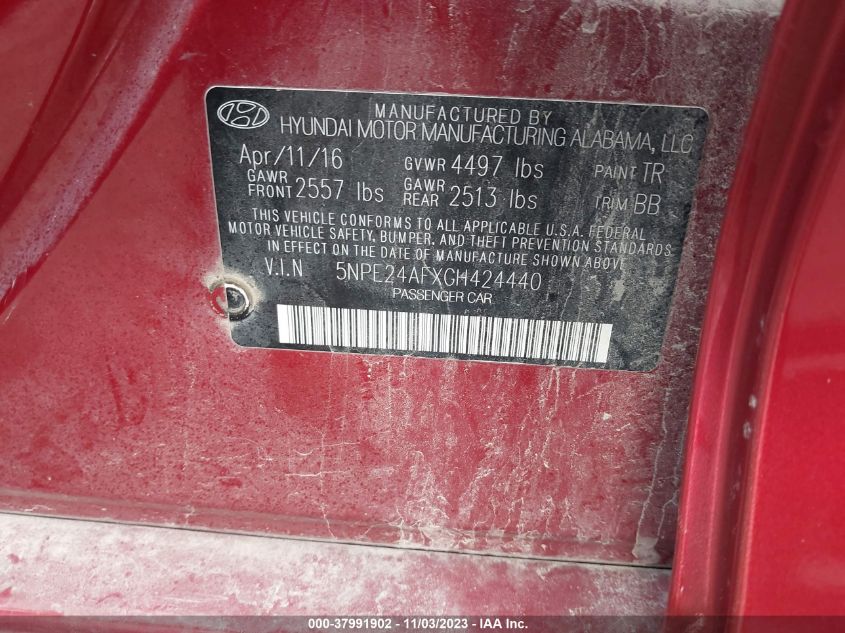 MANUFACTURED BY
HYUNDAI MOTOR MANUFACTURING ALABAMA, LLC
Apr/11/16 GVWR 4497 lbs PAINT TR
GAWR FRONT 2557 lbs GAWR REAR 2513 lbs TRIM BB
THIS VEHICLE CONFORMS TO ALL APPLICABLE U.S.A. FEDERAL
MOTOR VEHICLE SAFETY, BUMPER, AND THEFT PREVENTION STANDARDS
IN EFFECT ON THE DATE OF MANUFACTURE SHOWN ABOVE.
V.I.N 5NPE24AFXGH424440
PASSENGER CAR
000-37991902 - 11/03/2023 - IAA Inc.